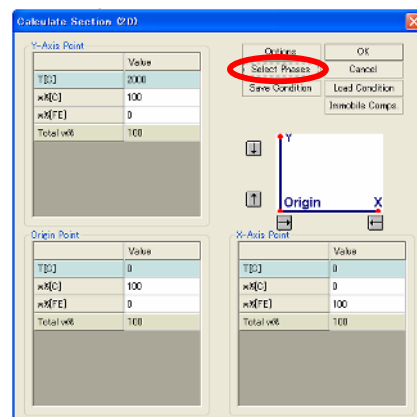 Calculate Section (2D)
Y-Axis Point
Value
T[C] 2000
w%[C] 100
w%[FE] 0
Total w% 100
Options OK
Select Phases Cancel
Save Condition Load Condition
Immobile Comps.
Y
Origin X
Origin Point
Value
T[C] 0
w%[C] 100
w%[FE] 0
Total w% 100
X-Axis Point
Value
T[C] 0
w%[C] 0
w%[FE] 100
Total w% 100